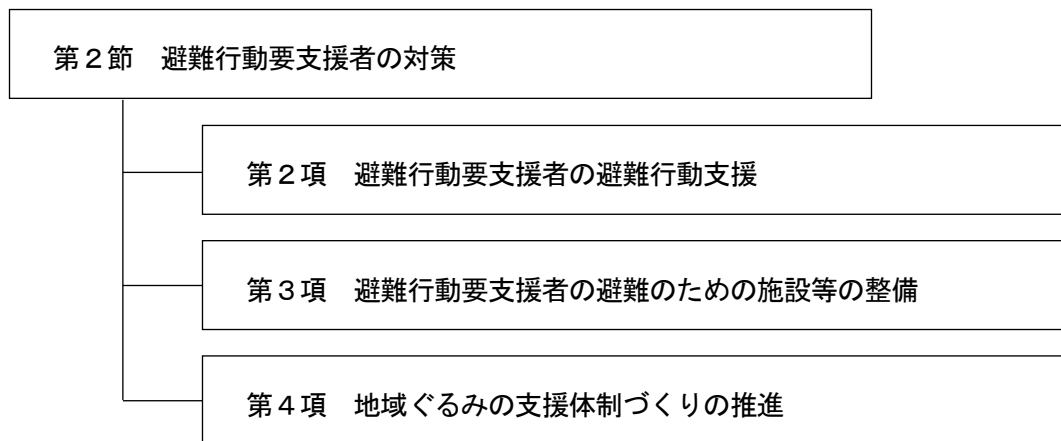 第２節　避難行動要支援者の対策
第２項　避難行動要支援者の避難行動支援
第３項　避難行動要支援者の避難のための施設等の整備
第４項　地域ぐるみの支援体制づくりの推進